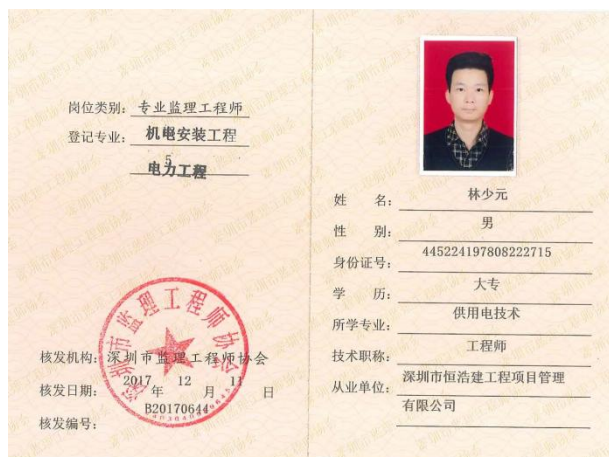 岗位类别：专业监理工程师
登记专业：机电安装工程
5
电力工程
核发机构：深圳市监理工程师协会
核发日期：2017 年 12 月 11 日
核发编号：B20170644
深圳市监理工程师协会
姓 名：林少元
性 别：男
身份证号：445224197808222715
学 历：大专
所学专业：供用电技术
技术职称：工程师
从业单位：深圳市恒浩建工程项目管理
有限公司